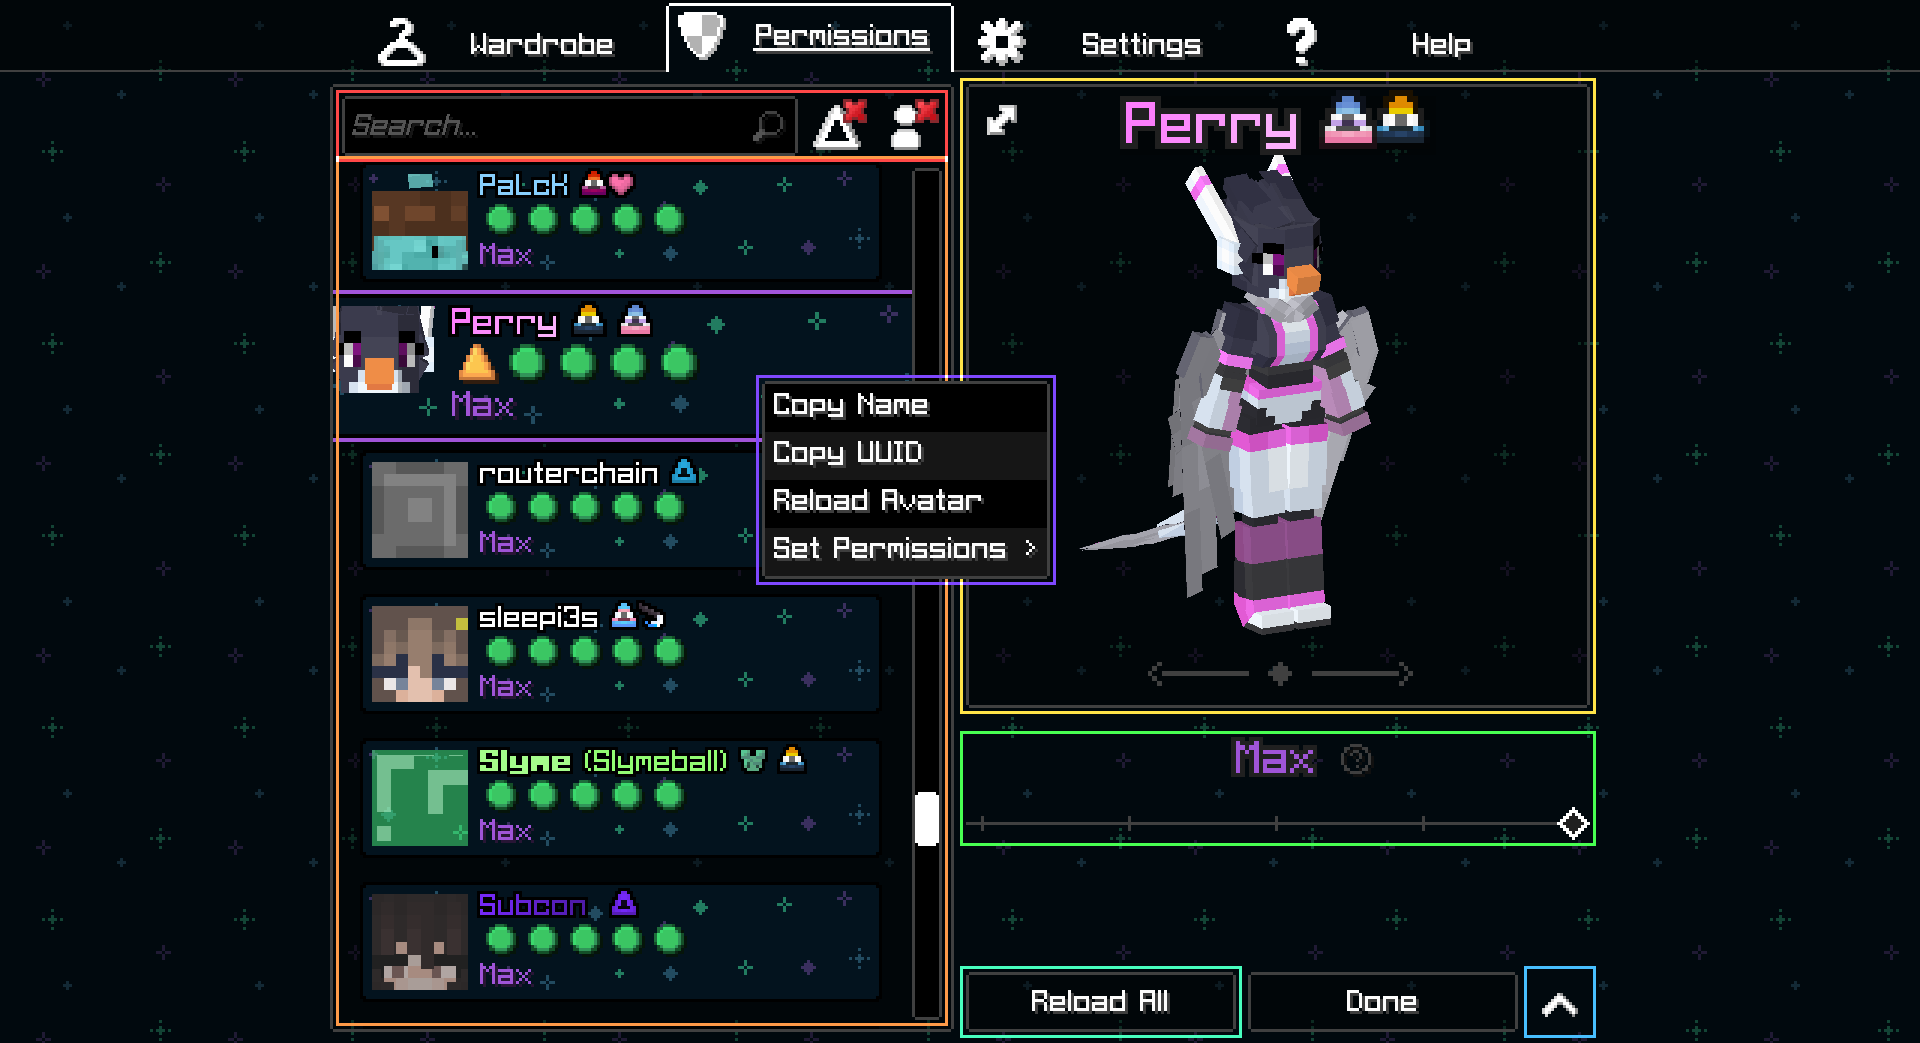 Wardrobe
Permissions
Settings
Help
Search...
PaLcX
Max
Perry
Max
routerchain
Max
sleepi3s
Max
Slyme (Slymeball)
Max
Subcon
Max
Copy Name
Copy UUID
Reload Avatar
Set Permissions >
Perry
Max ?
Reload All
Done